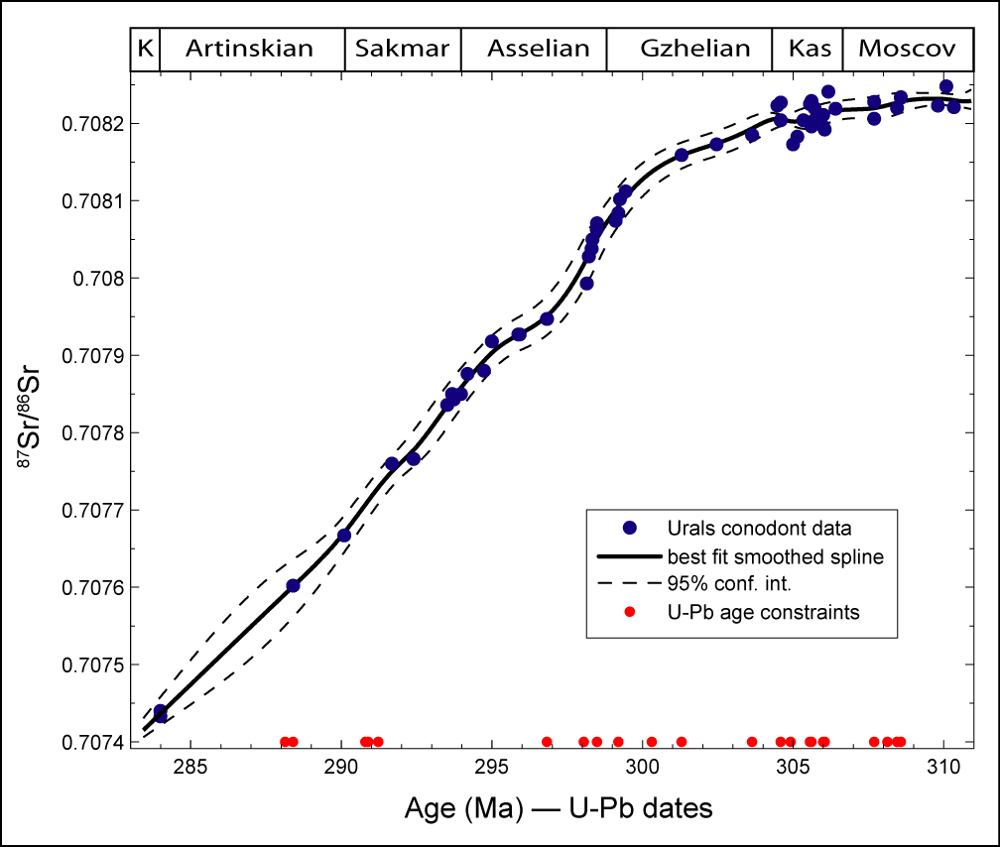 K Artinskian Sakmar Asselian Gzhelian Kas Moscov
0.7082
0.7081
0.708
0.7079
0.7078
0.7077
0.7076
0.7075
0.7074
⁸⁷Sr/⁸⁶Sr
Urals conodont data
best fit smoothed spline
95% conf. int.
U-Pb age constraints
285 290 295 300 305 310
Age (Ma) — U-Pb dates